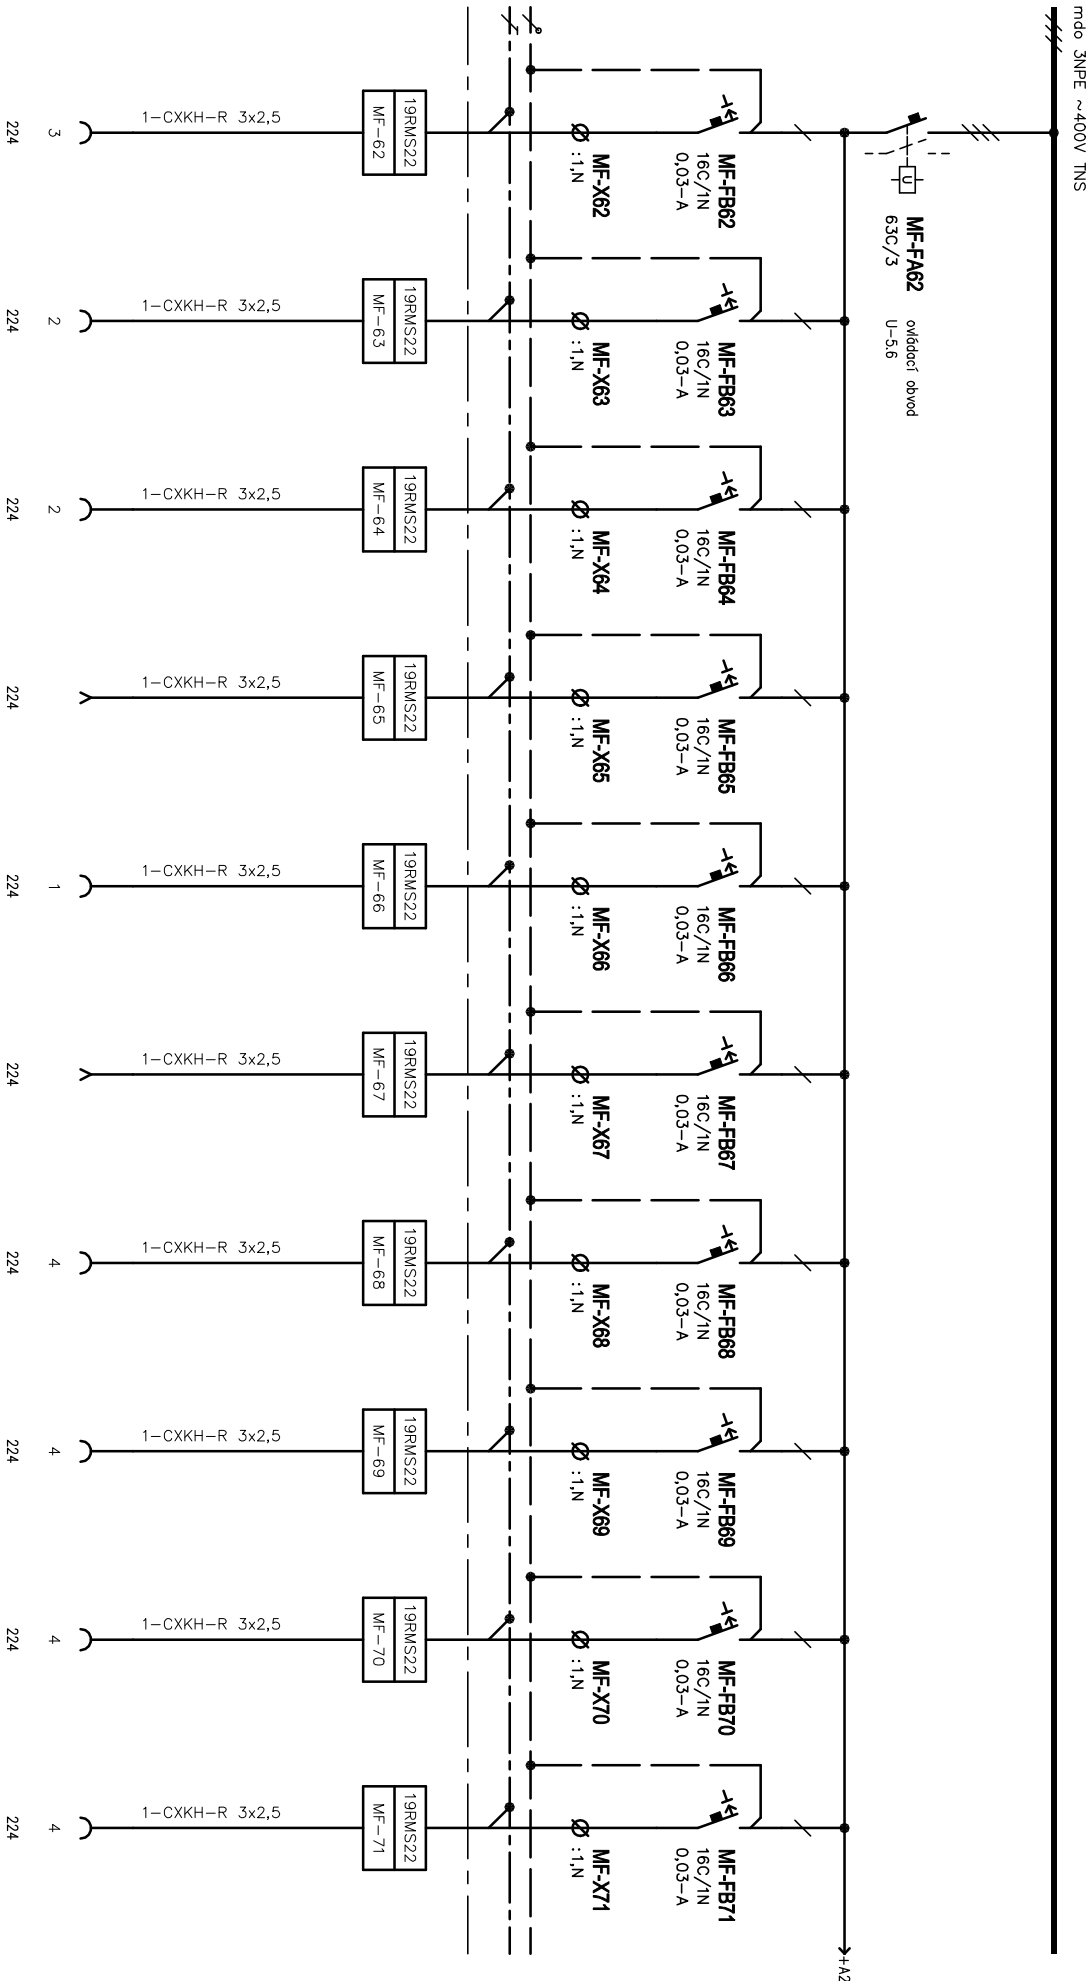 mdo 3NPE ~400V TNS
MF-FA62
63C/3
ovládací obvod
U-5.6
U
+A2
MF-FB62
16C/1N
0,03-A
MF-X62
:1,N
19RMS22
MF-62
1-CXKH-R 3x2,5
3
224
MF-FB63
16C/1N
0,03-A
MF-X63
:1,N
19RMS22
MF-63
1-CXKH-R 3x2,5
2
224
MF-FB64
16C/1N
0,03-A
MF-X64
:1,N
19RMS22
MF-64
1-CXKH-R 3x2,5
2
224
MF-FB65
16C/1N
0,03-A
MF-X65
:1,N
19RMS22
MF-65
1-CXKH-R 3x2,5
224
MF-FB66
16C/1N
0,03-A
MF-X66
:1,N
19RMS22
MF-66
1-CXKH-R 3x2,5
1
224
MF-FB67
16C/1N
0,03-A
MF-X67
:1,N
19RMS22
MF-67
1-CXKH-R 3x2,5
224
MF-FB68
16C/1N
0,03-A
MF-X68
:1,N
19RMS22
MF-68
1-CXKH-R 3x2,5
4
224
MF-FB69
16C/1N
0,03-A
MF-X69
:1,N
19RMS22
MF-69
1-CXKH-R 3x2,5
4
224
MF-FB70
16C/1N
0,03-A
MF-X70
:1,N
19RMS22
MF-70
1-CXKH-R 3x2,5
4
224
MF-FB71
16C/1N
0,03-A
MF-X71
:1,N
19RMS22
MF-71
1-CXKH-R 3x2,5
4
224